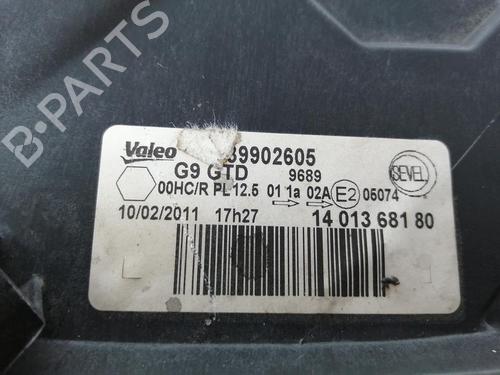 B-PARTS
Valeo 89902605
G9 GTD 9689
00HC/R PL 12.5 01 1a 02A E2 05074
SEVEL
10/02/2011 17h27 14 013 681 80